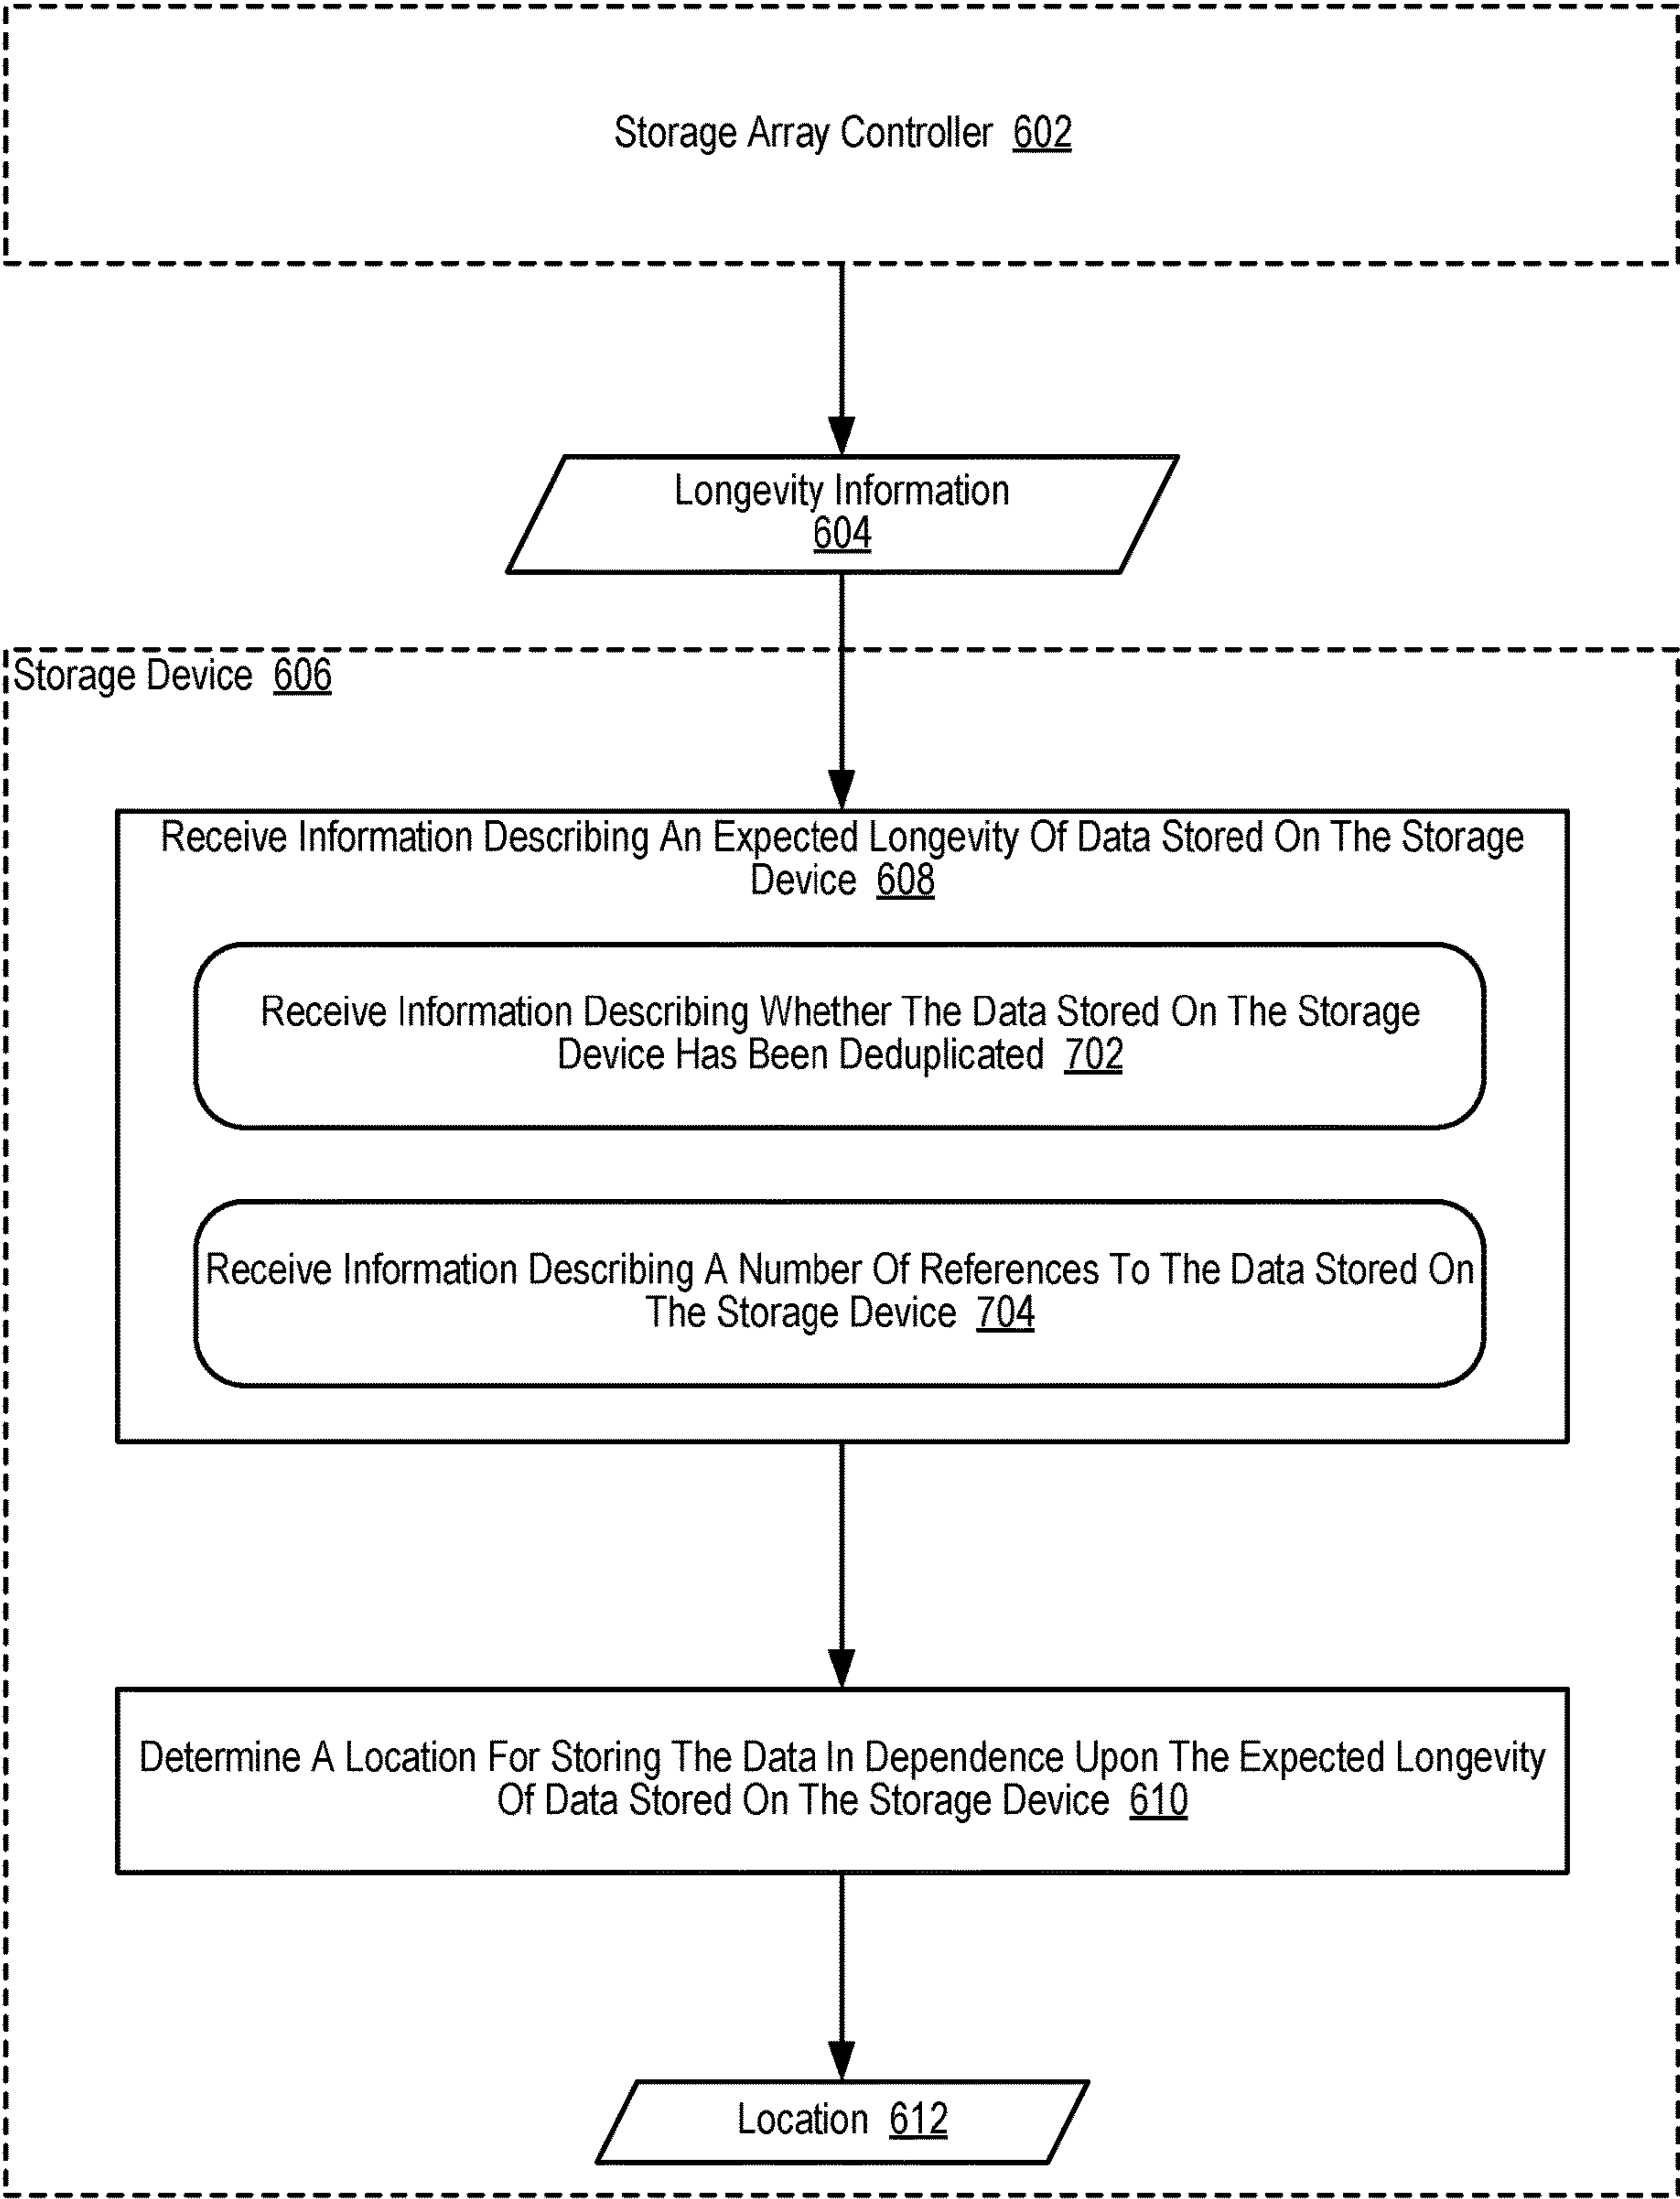 Storage Array Controller 602
Longevity Information
604
Storage Device 606
Receive Information Describing An Expected Longevity Of Data Stored On The Storage
Device 608
Receive Information Describing Whether The Data Stored On The Storage
Device Has Been Deduplicated 702
Receive Information Describing A Number Of References To The Data Stored On
The Storage Device 704
Determine A Location For Storing The Data In Dependence Upon The Expected Longevity
Of Data Stored On The Storage Device 610
Location 612